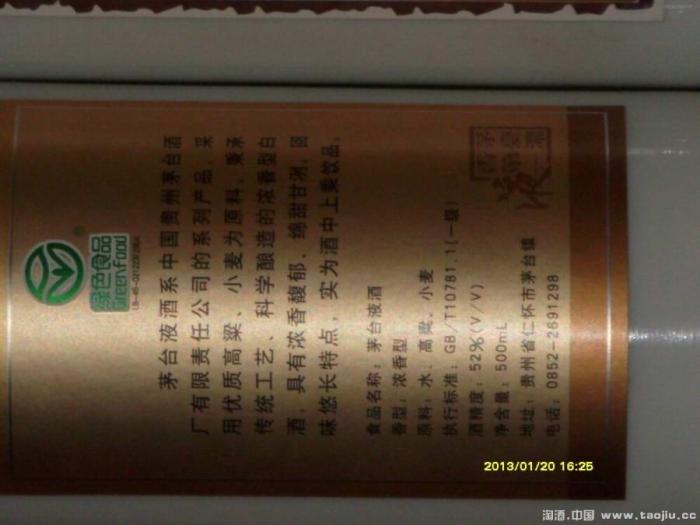 绿色食品
GreenFood
茅台液酒系中国贵州茅台酒
厂有限责任公司的系列产品，采
用优质高粱、小麦为原料，秉承
传统工艺、科学酿造的浓香型白
酒，具有浓香馥郁、绵甜甘冽、回
味悠长特点，实为酒中上乘饮品。
食品名称：茅台液酒
香型：浓香型
原料：水、高粱、小麦
执行标准：GB/T10781.1(一级)
酒精度：52%(V/V)
净含量：500mL
地址：贵州省仁怀市茅台镇
电话：0852-2691298
液
2013/01/20 16:25
淘酒.中国 www.taojiu.cc